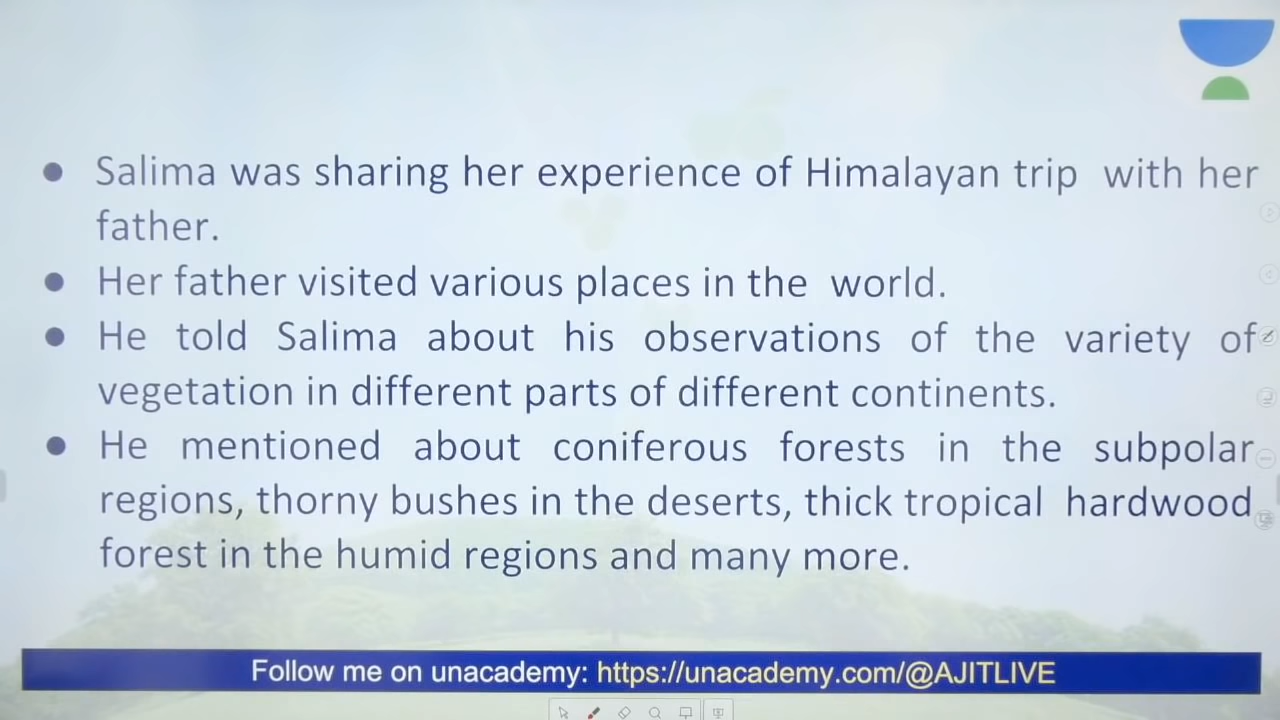 ● Salima was sharing her experience of Himalayan trip with her
father.
● Her father visited various places in the world.
● He told Salima about his observations of the variety of
vegetation in different parts of different continents.
● He mentioned about coniferous forests in the subpolar
regions, thorny bushes in the deserts, thick tropical hardwood
forest in the humid regions and many more.
Follow me on unacademy: https://unacademy.com/@AJITLIVE